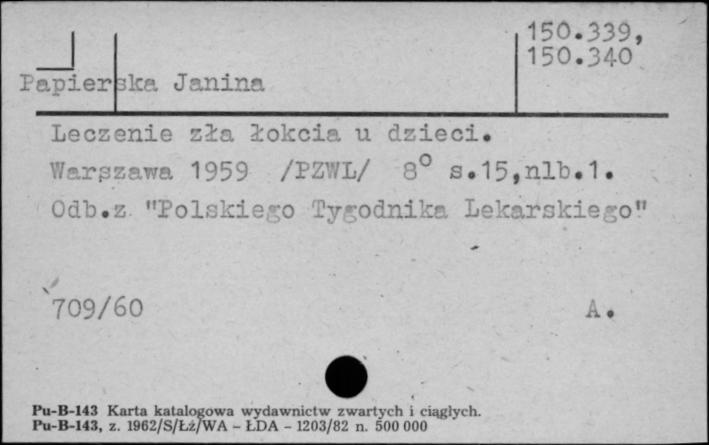 150.339,
150.340
Papierska Janina
Leczenie zła łokcia u dzieci.
Warszawa 1959 /PZWL/ 8° s.15,nlb.1.
Odb.z "Polskiego Tygodnika Lekarskiego"
709/60 A.
Pu-B-143 Karta katalogowa wydawnictw zwartych i ciągłych.
Pu-B-143, z. 1962/S/Łż/WA - ŁDA - 1203/82 n. 500 000